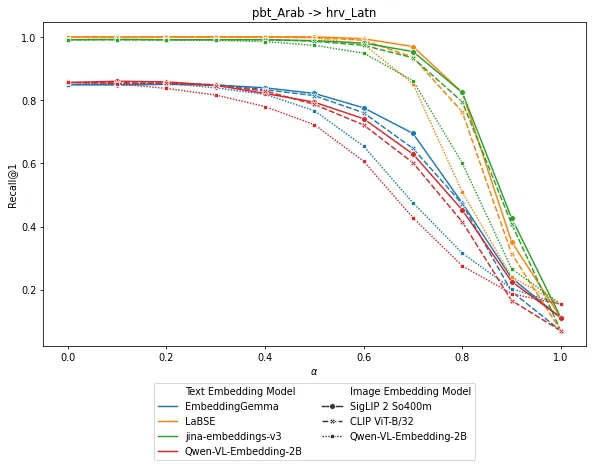 pbt_Arab -> hrv_Latn
Recall@1
1.0
0.8
0.6
0.4
0.2
0.0 0.2 0.4 0.6 0.8 1.0
α
Text Embedding Model
EmbeddingGemma
LaBSE
jina-embeddings-v3
Qwen-VL-Embedding-2B
Image Embedding Model
SigLIP 2 So400m
CLIP ViT-B/32
Qwen-VL-Embedding-2B